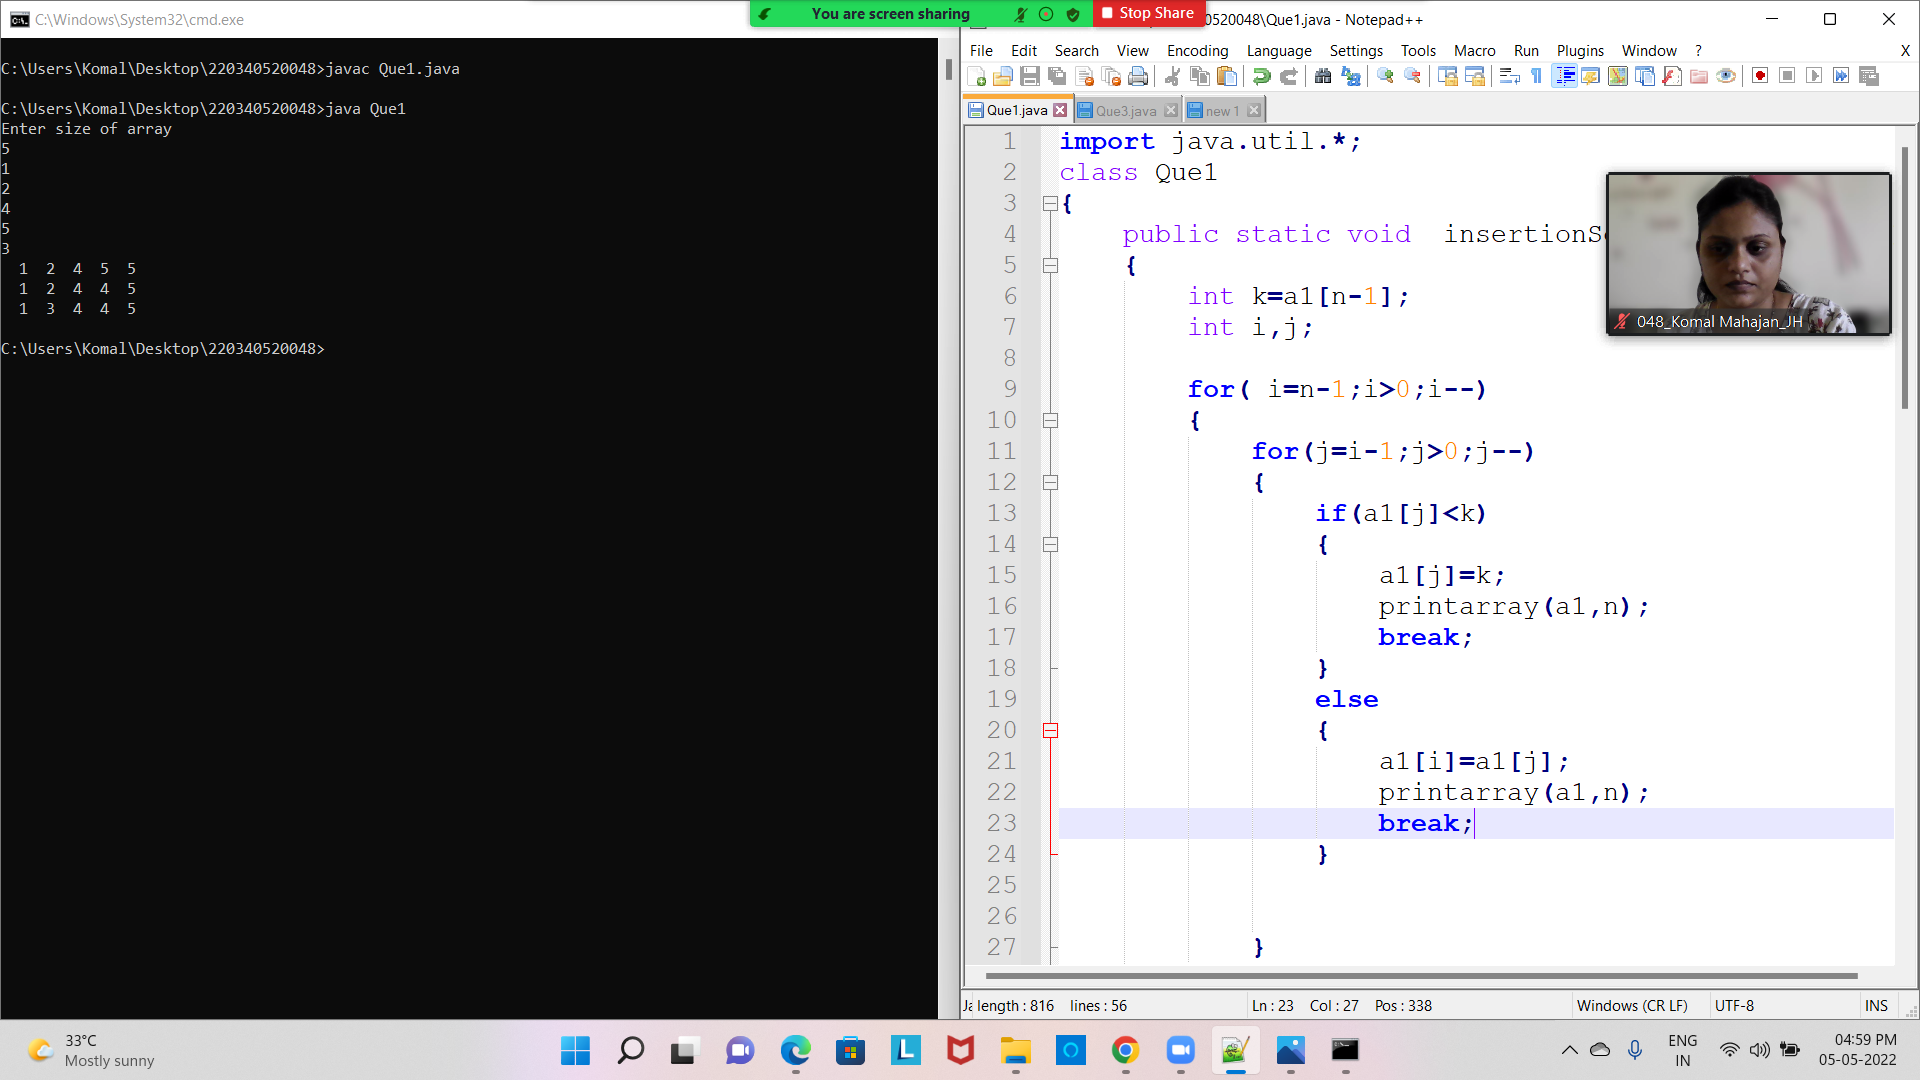 C:\Windows\System32\cmd.exe
You are screen sharing
Stop Share
0520048\Que1.java - Notepad++
C:\Users\Komal\Desktop\220340520048>javac Que1.java
C:\Users\Komal\Desktop\220340520048>java Que1
Enter size of array
5
1
2
4
5
3
1 2 4 5 5
1 2 4 4 5
1 3 4 4 5
C:\Users\Komal\Desktop\220340520048>
File Edit Search View Encoding Language Settings Tools Macro Run Plugins Window ? X
Que1.java Que3.java new 1
1 import java.util.*;
2 class Que1
3 {
4 public static void insertionS
5 {
6 int k=a1[n-1];
7 int i,j;
8
9 for( i=n-1;i>0;i--)
10 {
11 for(j=i-1;j>0;j--)
12 {
13 if(a1[j]<k)
14 {
15 a1[j]=k;
16 printarray(a1,n);
17 break;
18 }
19 else
20 {
21 a1[i]=a1[j];
22 printarray(a1,n);
23 break;
24 }
25
26
27 }
048_Komal Mahajan_JH
Ja length : 816 lines : 56 Ln : 23 Col : 27 Pos : 338 Windows (CR LF) UTF-8 INS
33°C
Mostly sunny
ENG
IN
04:59 PM
05-05-2022